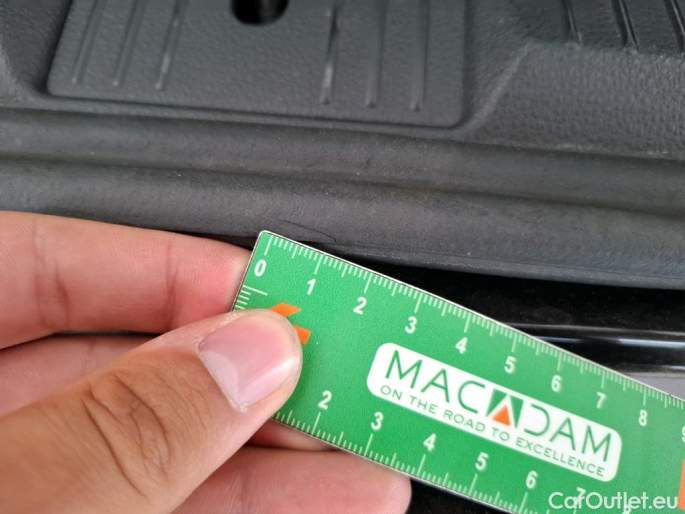 0 1 2 3 4 5 6 7 8 9
MACADAM
ON THE ROAD TO EXCELLENCE
2 3 4 5 6 7
CarOutlet.eu